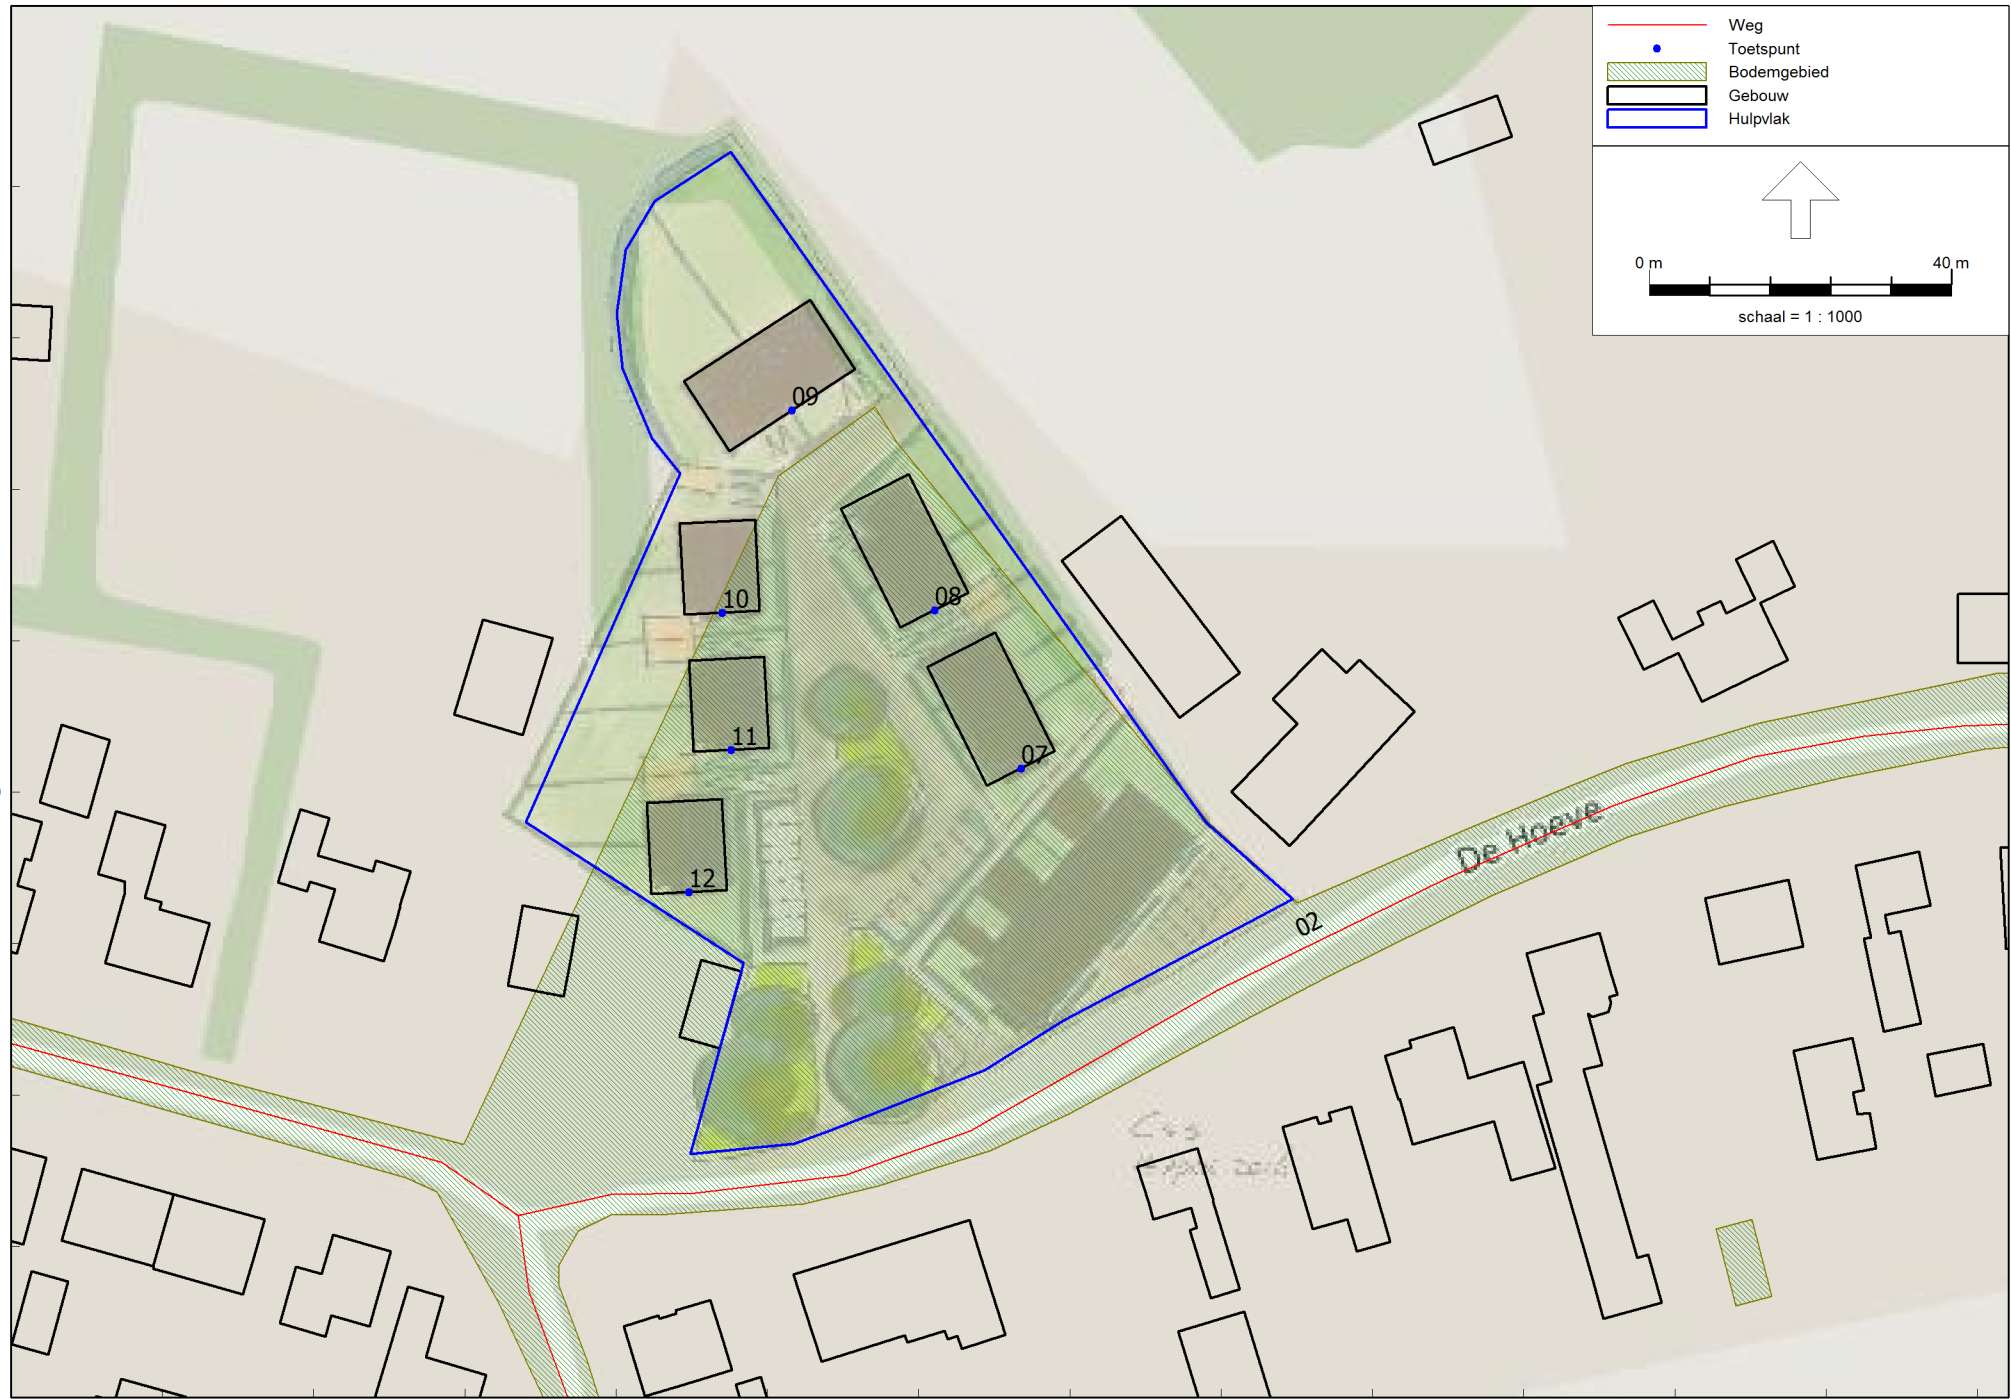 Weg
Toetspunt
Bodemgebied
Gebouw
Hulpvlak
0 m 40 m
schaal = 1 : 1000
09
10
08
11
07
12
De Hoeve
02